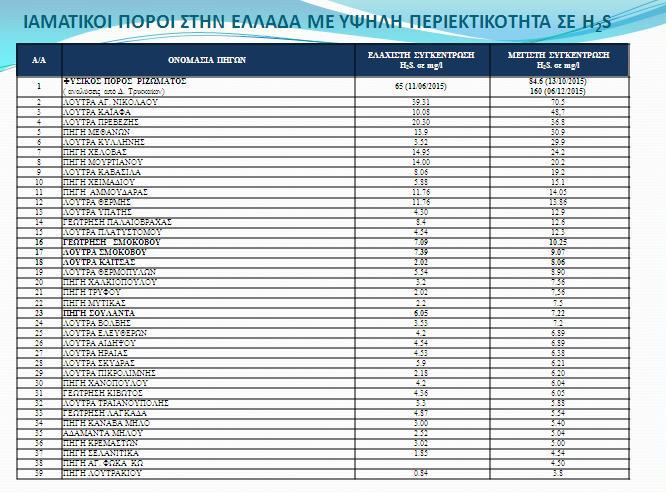 ΙΑΜΑΤΙΚΟΙ ΠΟΡΟΙ ΣΤΗΝ ΕΛΛΑΔΑ ΜΕ ΥΨΗΛΗ ΠΕΡΙΕΚΤΙΚΟΤΗΤΑ ΣΕ H2S
Α/Α ΟΝΟΜΑΣΙΑ ΠΗΓΩΝ ΕΛΑΧΙΣΤΗ ΣΥΓΚΕΝΤΡΩΣΗ H2S. σε mg/l ΜΕΓΙΣΤΗ ΣΥΓΚΕΝΤΡΩΣΗ H2S. σε mg/l
1 ΦΥΣΙΚΟΣ ΠΟΡΟΣ ΡΙΖΩΜΑΤΟΣ 65 (11/06/2015) 84.6 (13/10/2015)
(αναλύσεις από Δ. Τρικκαίων) 160 (06/12/2015)
2 ΛΟΥΤΡΑ ΑΓ. ΝΙΚΟΛΑΟΥ 39.31 70.5
3 ΛΟΥΤΡΑ ΚΑΪΑΦΑ 10.08 48,7
4 ΛΟΥΤΡΑ ΠΡΕΒΕΖΗΣ 20.30 36.8
5 ΠΗΓΗ ΜΕΘΑΝΩΝ 13.9 30.9
6 ΛΟΥΤΡΑ ΚΥΛΛΗΝΗΣ 3.52 29.9
7 ΠΗΓΗ ΧΕΛΟΒΑΣ 14.95 24.2
8 ΠΗΓΗ ΜΟΥΡΤΙΑΝΟΥ 14.00 20.2
9 ΛΟΥΤΡΑ ΚΑΒΑΣΙΛΑ 8.06 19.2
10 ΠΗΓΗ ΧΕΙΜΑΔΙΟΥ 5.88 15.1
11 ΠΗΓΗ ΑΜΜΟΥΔΑΡΑΣ 11.76 14.05
12 ΛΟΥΤΡΑ ΘΕΡΜΗΣ 11.76 13.86
13 ΛΟΥΤΡΑ ΥΠΑΤΗΣ 4.30 12.9
14 ΓΕΩΤΡΗΣΗ ΠΑΛΑΙΟΒΡΑΧΑΣ 8.4 12.6
15 ΛΟΥΤΡΑ ΠΛΑΤΥΣΤΟΜΟΥ 4.54 12.3
16 ΓΕΩΤΡΗΣΗ ΣΜΟΚΟΒΟΥ 7.09 10.25
17 ΛΟΥΤΡΑ ΣΜΟΚΟΒΟΥ 7.39 9.07
18 ΛΟΥΤΡΑ ΚΑΪΤΣΑΣ 2.02 8.06
19 ΛΟΥΤΡΑ ΘΕΡΜΟΠΥΛΩΝ 5.54 8.90
20 ΠΗΓΗ ΧΑΛΚΙΟΠΟΥΛΟΥ 3.2 7,56
21 ΠΗΓΗ ΤΡΥΦΟΥ 2.02 7,56
22 ΠΗΓΗ ΜΥΤΙΚΑΣ 2.2 7.5
23 ΠΗΓΗ ΣΟΥΛΑΝΤΑ 6.05 7,22
24 ΛΟΥΤΡΑ ΒΟΛΒΗΣ 3.53 7.2
25 ΛΟΥΤΡΑ ΕΛΕΥΘΕΡΩΝ 4.2 6.89
26 ΛΟΥΤΡΑ ΑΙΔΗΨΟΥ 4.54 6.89
27 ΛΟΥΤΡΑ ΗΡΑΙΑΣ 4.53 6.38
28 ΛΟΥΤΡΑ ΣΚΥΔΡΑΣ 5.9 6.21
29 ΛΟΥΤΡΑ ΠΙΚΡΟΛΙΜΝΗΣ 2.18 6.20
30 ΠΗΓΗ ΧΑΝΟΠΟΥΛΟΥ 4.2 6.04
31 ΓΕΩΤΡΗΣΗ ΚΙΒΩΤΟΣ 4.36 6.05
32 ΛΟΥΤΡΑ ΤΡΑΪΑΝΟΥΠΟΛΗΣ 3.3 5.88
33 ΓΕΩΤΡΗΣΗ ΛΑΓΚΑΔΑ 4.87 5.54
34 ΠΗΓΗ ΚΑΝΑΒΑ ΜΗΛΟ 3.00 5.40
35 ΑΔΑΜΑΝΤΑ ΜΗΛΟΥ 2.52 5.04
36 ΠΗΓΗ ΚΡΕΜΑΣΤΩΝ 3.02 5.00
37 ΠΗΓΗ ΣΕΛΑΝΙΤΙΚΑ 1.85 4.54
38 ΠΗΓΗ ΑΓ. ΦΩΚΑ ΚΩ 4.50
39 ΠΗΓΗ ΛΟΥΤΡΑΚΙΟΥ 0.84 3.8